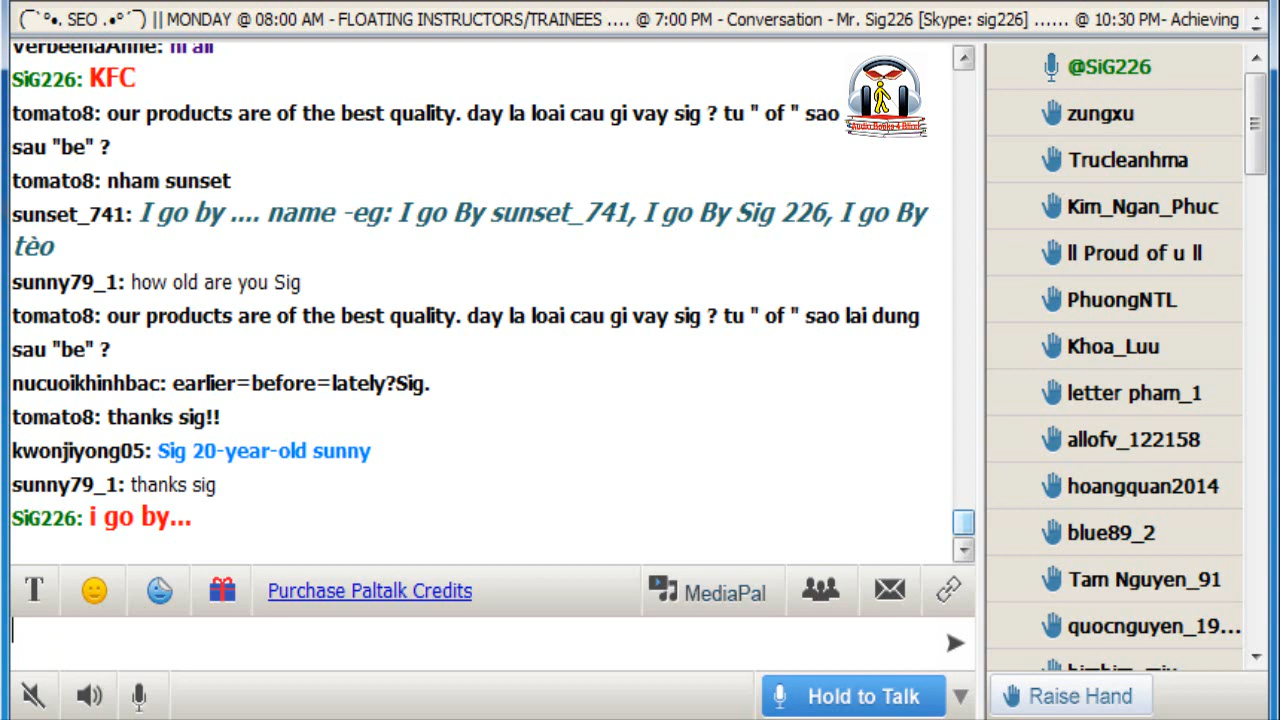 (¯`°•. SEO .•°´¯) || MONDAY @ 08:00 AM - FLOATING INSTRUCTORS/TRAINEES .... @ 7:00 PM - Conversation - Mr. Sig226 [Skype: sig226] ...... @ 10:30 PM- Achieving
VerbeenaAnne: hi all
SiG226: KFC
tomato8: our products are of the best quality. day la loai cau gi vay sig ? tu " of " sao
sau "be" ?
tomato8: nham sunset
sunset_741: I go by .... name -eg: I go By sunset_741, I go By Sig 226, I go By
tèo
sunny79_1: how old are you Sig
tomato8: our products are of the best quality. day la loai cau gi vay sig ? tu " of " sao lai dung
sau "be" ?
nucuoikhinhbac: earlier=before=lately?Sig.
tomato8: thanks sig!!
kwonjiyong05: Sig 20-year-old sunny
sunny79_1: thanks sig
SiG226: i go by...
Audio Books 4 Blind
T
Purchase Paltalk Credits
MediaPal
Hold to Talk
@SiG226
zungxu
Trucleanhma
Kim_Ngan_Phuc
ll Proud of u ll
PhuongNTL
Khoa_Luu
letter pham_1
allofv_122158
hoangquan2014
blue89_2
Tam Nguyen_91
quocnguyen_19...
Raise Hand